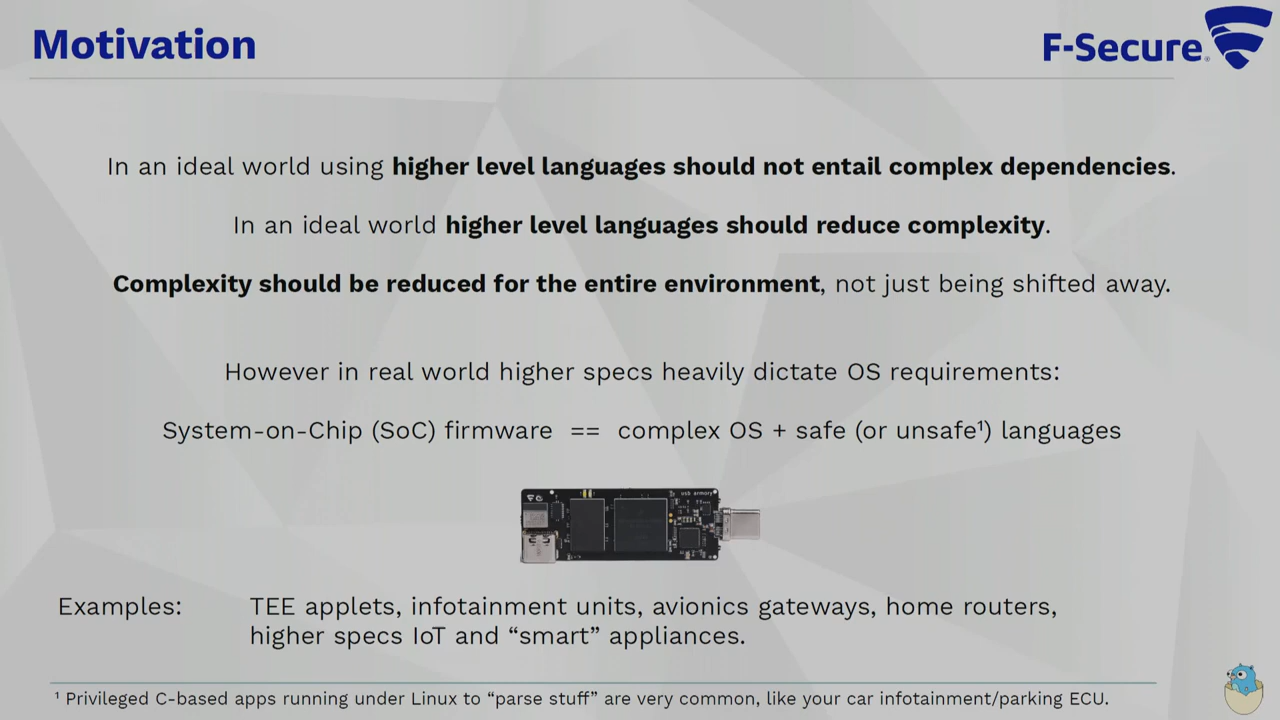 Motivation
F-Secure®
In an ideal world using higher level languages should not entail complex dependencies.
In an ideal world higher level languages should reduce complexity.
Complexity should be reduced for the entire environment, not just being shifted away.
However in real world higher specs heavily dictate OS requirements:
System-on-Chip (SoC) firmware == complex OS + safe (or unsafe¹) languages
usb armory
Examples: TEE applets, infotainment units, avionics gateways, home routers,
higher specs IoT and “smart” appliances.
¹ Privileged C-based apps running under Linux to “parse stuff” are very common, like your car infotainment/parking ECU.